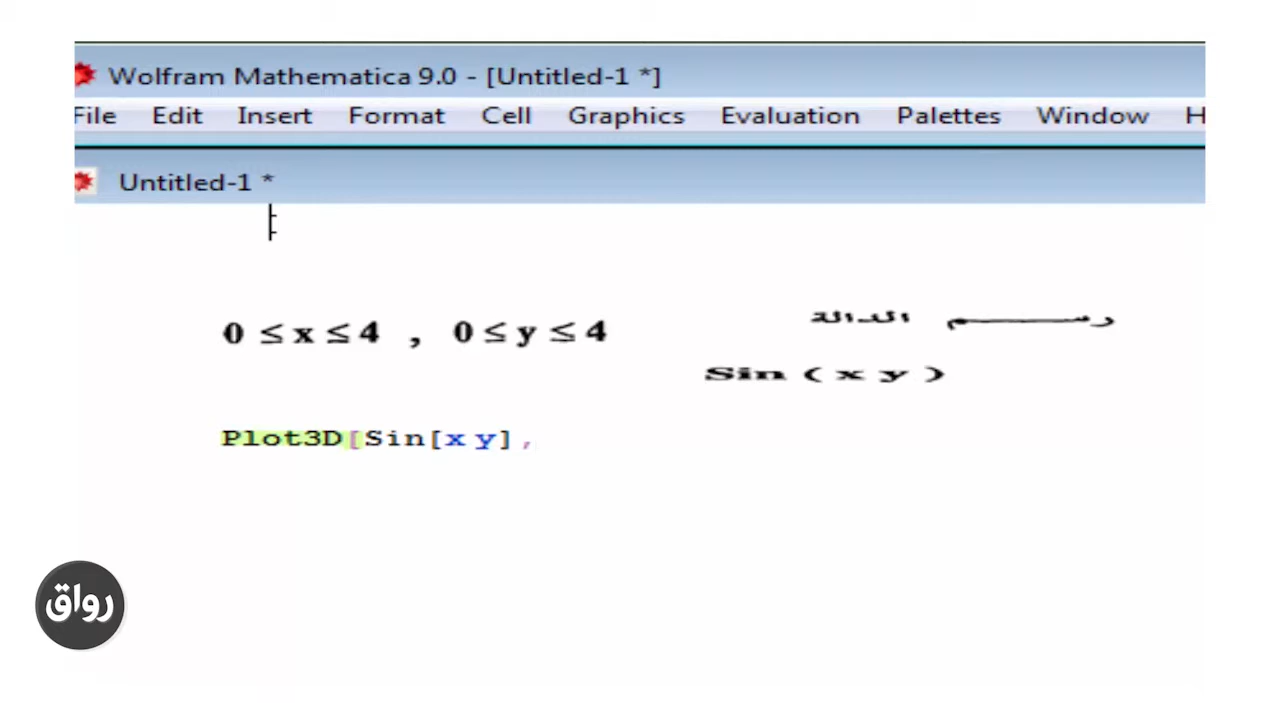 Wolfram Mathematica 9.0 - [Untitled-1 *]
File Edit Insert Format Cell Graphics Evaluation Palettes Window H
Untitled-1 *
رسم الدالة
0 ≤ x ≤ 4 , 0 ≤ y ≤ 4
Sin ( x y )
Plot3D[Sin[x y],
رواق